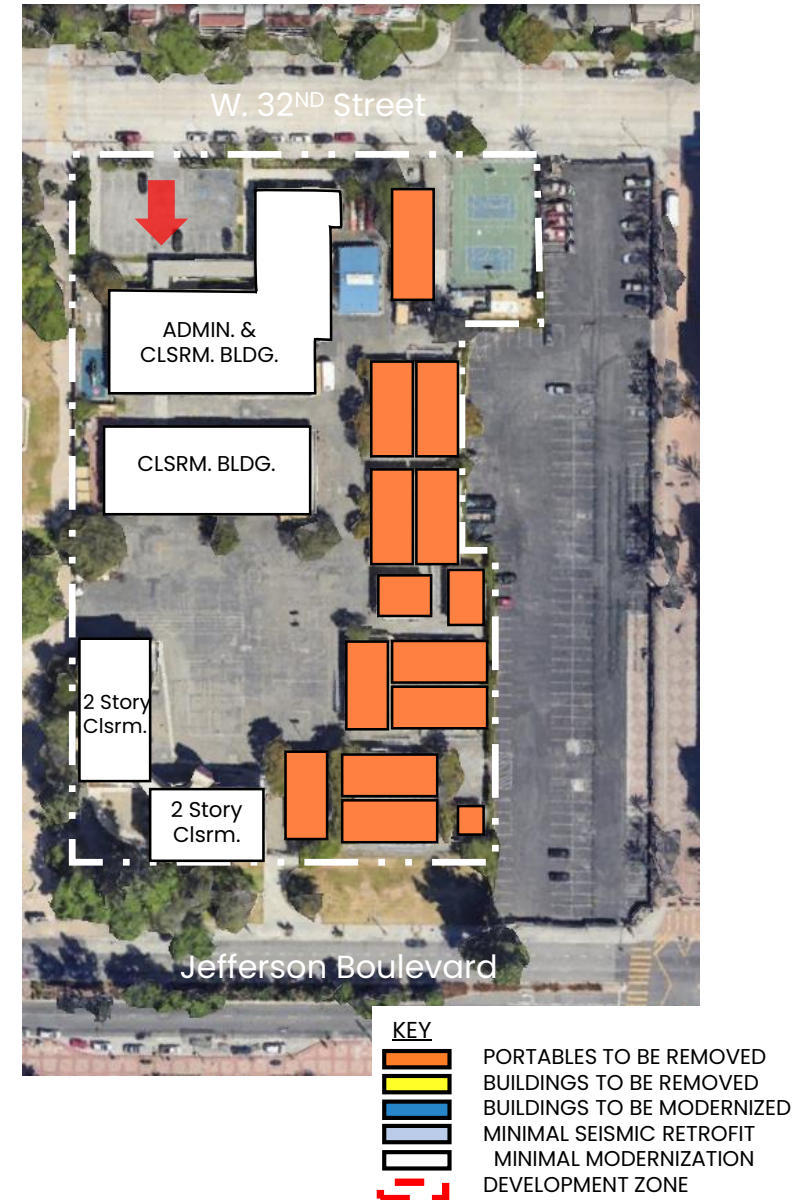 W. 32ND Street
ADMIN. &
CLSRM. BLDG.
CLSRM. BLDG.
2 Story
Clsrm.
2 Story
Clsrm.
Jefferson Boulevard
KEY
PORTABLES TO BE REMOVED
BUILDINGS TO BE REMOVED
BUILDINGS TO BE MODERNIZED
MINIMAL SEISMIC RETROFIT
MINIMAL MODERNIZATION
DEVELOPMENT ZONE